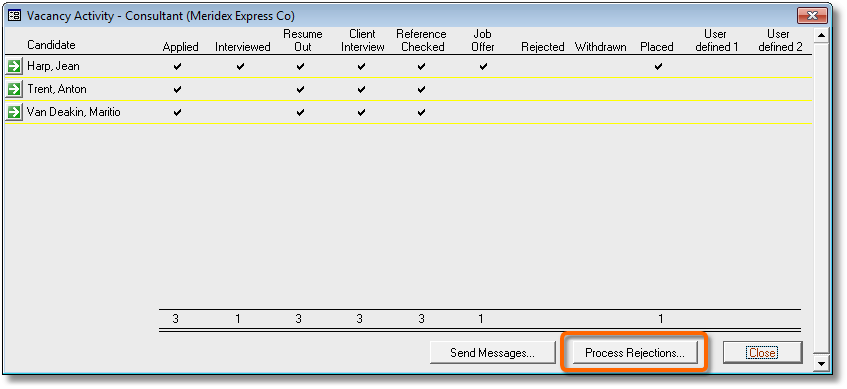 Vacancy Activity - Consultant (Meridex Express Co)
Candidate Applied Interviewed Resume Out Client Interview Reference Checked Job Offer Rejected Withdrawn Placed User defined 1 User defined 2
Harp, Jean ✔ ✔ ✔ ✔ ✔ ✔ ✔
Trent, Anton ✔ ✔ ✔ ✔
Van Deakin, Maritio ✔ ✔ ✔ ✔
3 1 3 3 3 1 1
Send Messages... Process Rejections... Close